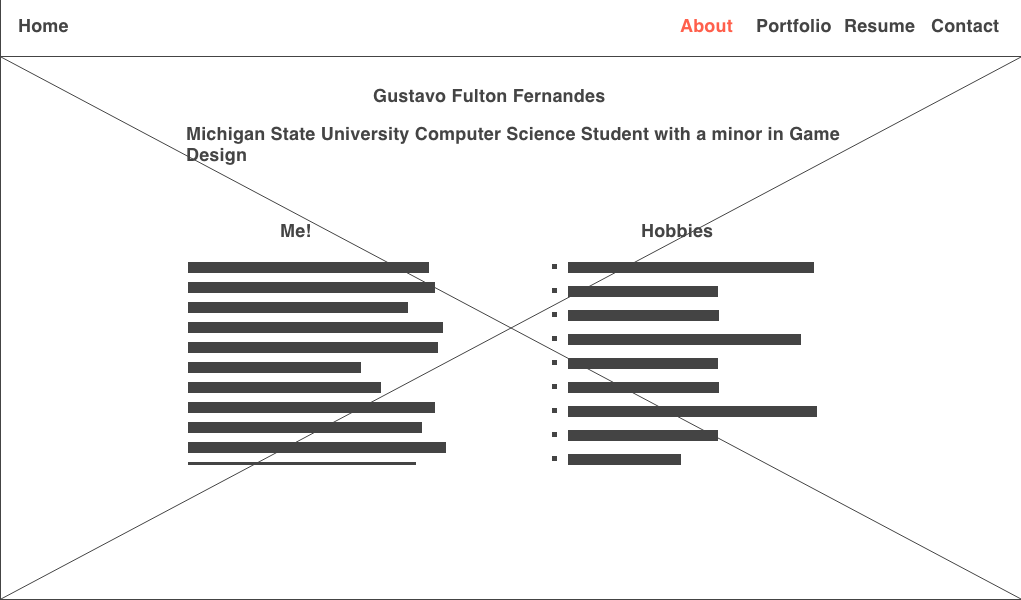 Home About Portfolio Resume Contact
Gustavo Fulton Fernandes
Michigan State University Computer Science Student with a minor in Game
Design
Me! Hobbies